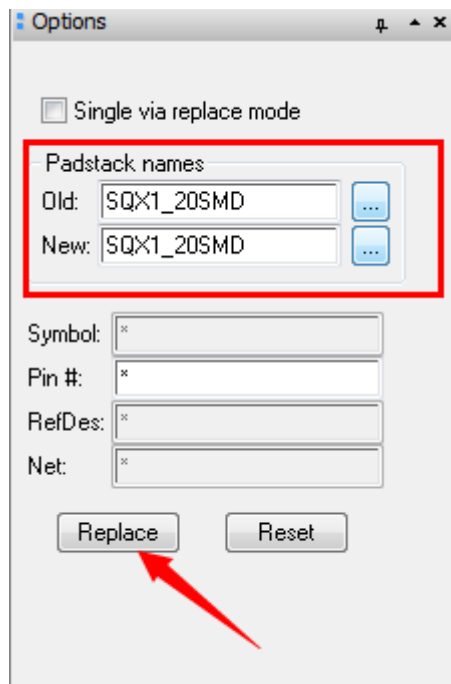 Options
Single via replace mode
Padstack names
Old: SQX1_20SMD ...
New: SQX1_20SMD ...
Symbol: *
Pin #: *
RefDes: *
Net: *
Replace Reset